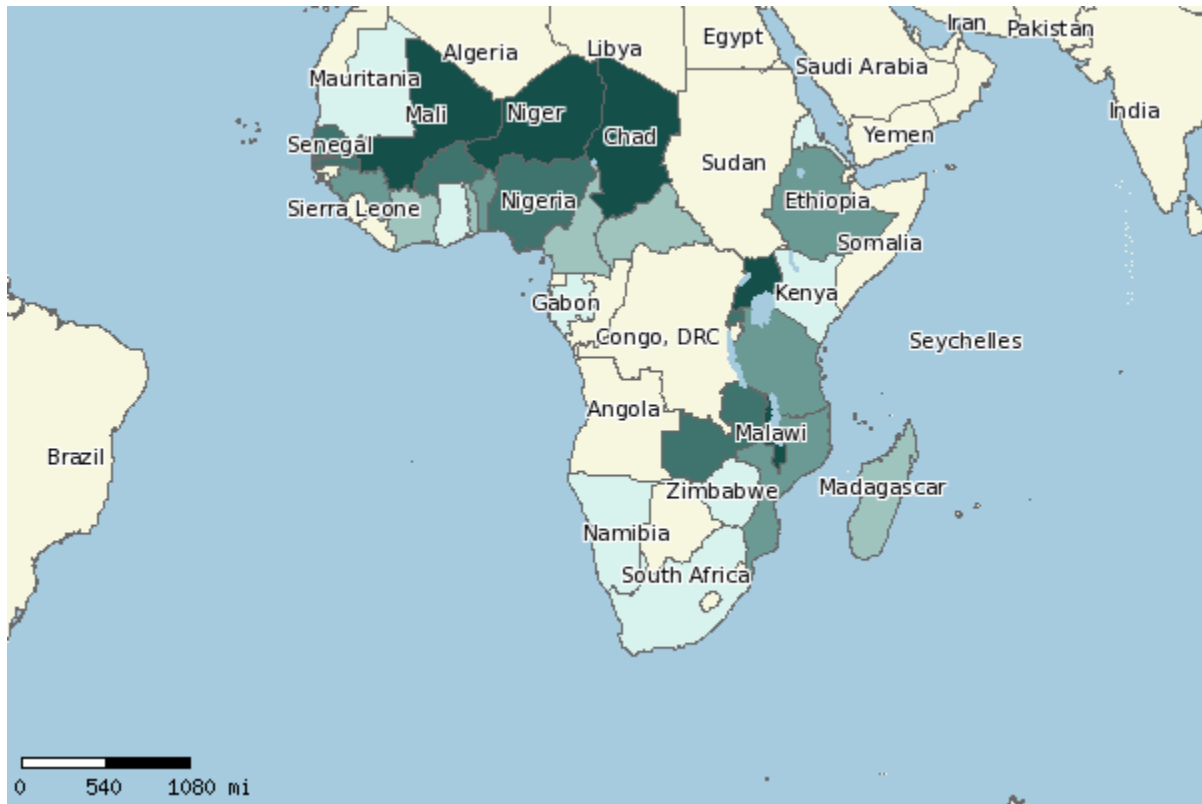 Iran
Pakistan
Egypt
Libya
Algeria
Saudi Arabia
Mauritania
India
Mali
Niger
Chad
Yemen
Senegal
Sudan
Nigeria
Ethiopia
Sierra Leone
Somalia
Kenya
Gabon
Congo, DRC
Seychelles
Angola
Malawi
Brazil
Madagascar
Zimbabwe
Namibia
South Africa
0 540 1080 mi